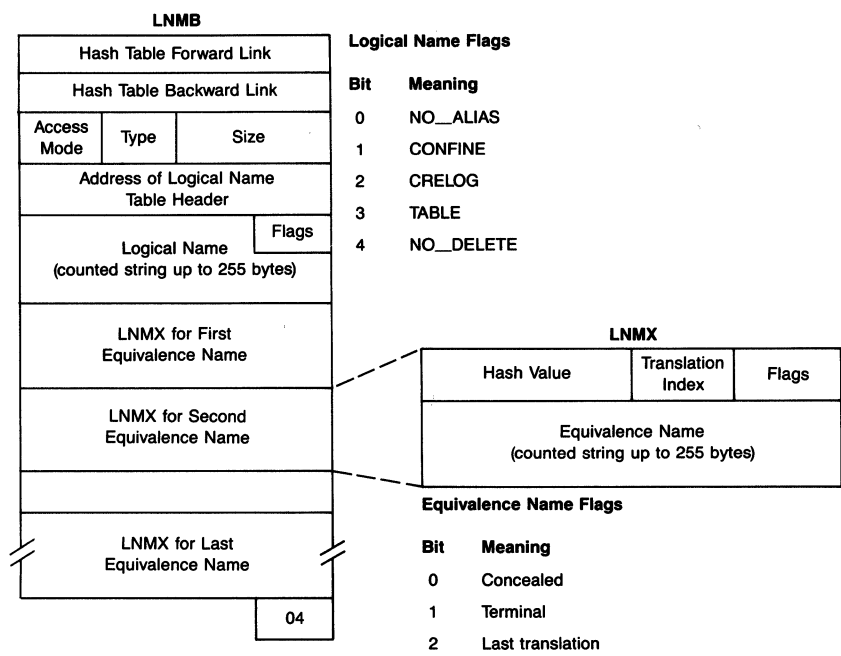 LNMB
Hash Table Forward Link
Hash Table Backward Link
Access
Mode
Type
Size
Address of Logical Name
Table Header
Flags
Logical Name
(counted string up to 255 bytes)
LNMX for First
Equivalence Name
LNMX for Second
Equivalence Name
LNMX for Last
Equivalence Name
04
Logical Name Flags
Bit Meaning
0 NO__ALIAS
1 CONFINE
2 CRELOG
3 TABLE
4 NO__DELETE
LNMX
Hash Value
Translation
Index
Flags
Equivalence Name
(counted string up to 255 bytes)
Equivalence Name Flags
Bit Meaning
0 Concealed
1 Terminal
2 Last translation